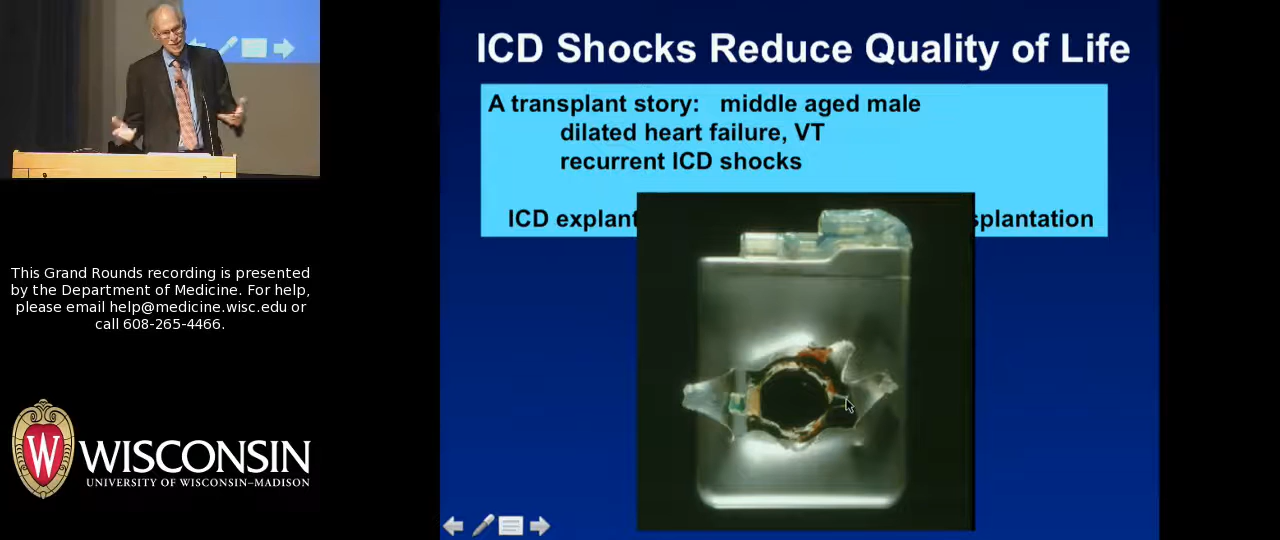 ICD Shocks Reduce Quality of Life
A transplant story: middle aged male
dilated heart failure, VT
recurrent ICD shocks
ICD explant
splantation
This Grand Rounds recording is presented
by the Department of Medicine. For help,
please email help@medicine.wisc.edu or
call 608-265-4466.
W
WISCONSIN
UNIVERSITY OF WISCONSIN–MADISON